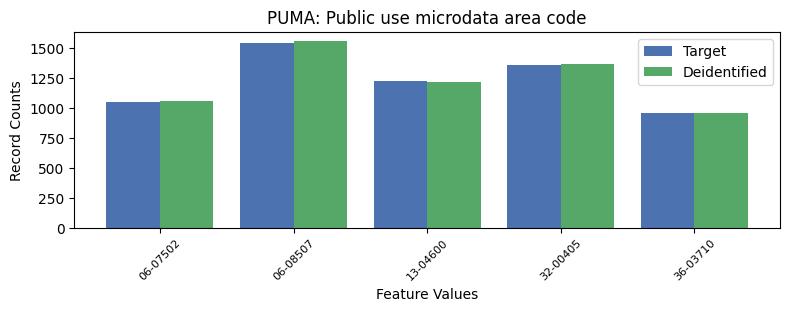 PUMA: Public use microdata area code
Record Counts
1500
1250
1000
750
500
250
0
Target
Deidentified
06-07502
06-08507
13-04600
32-00405
36-03710
Feature Values